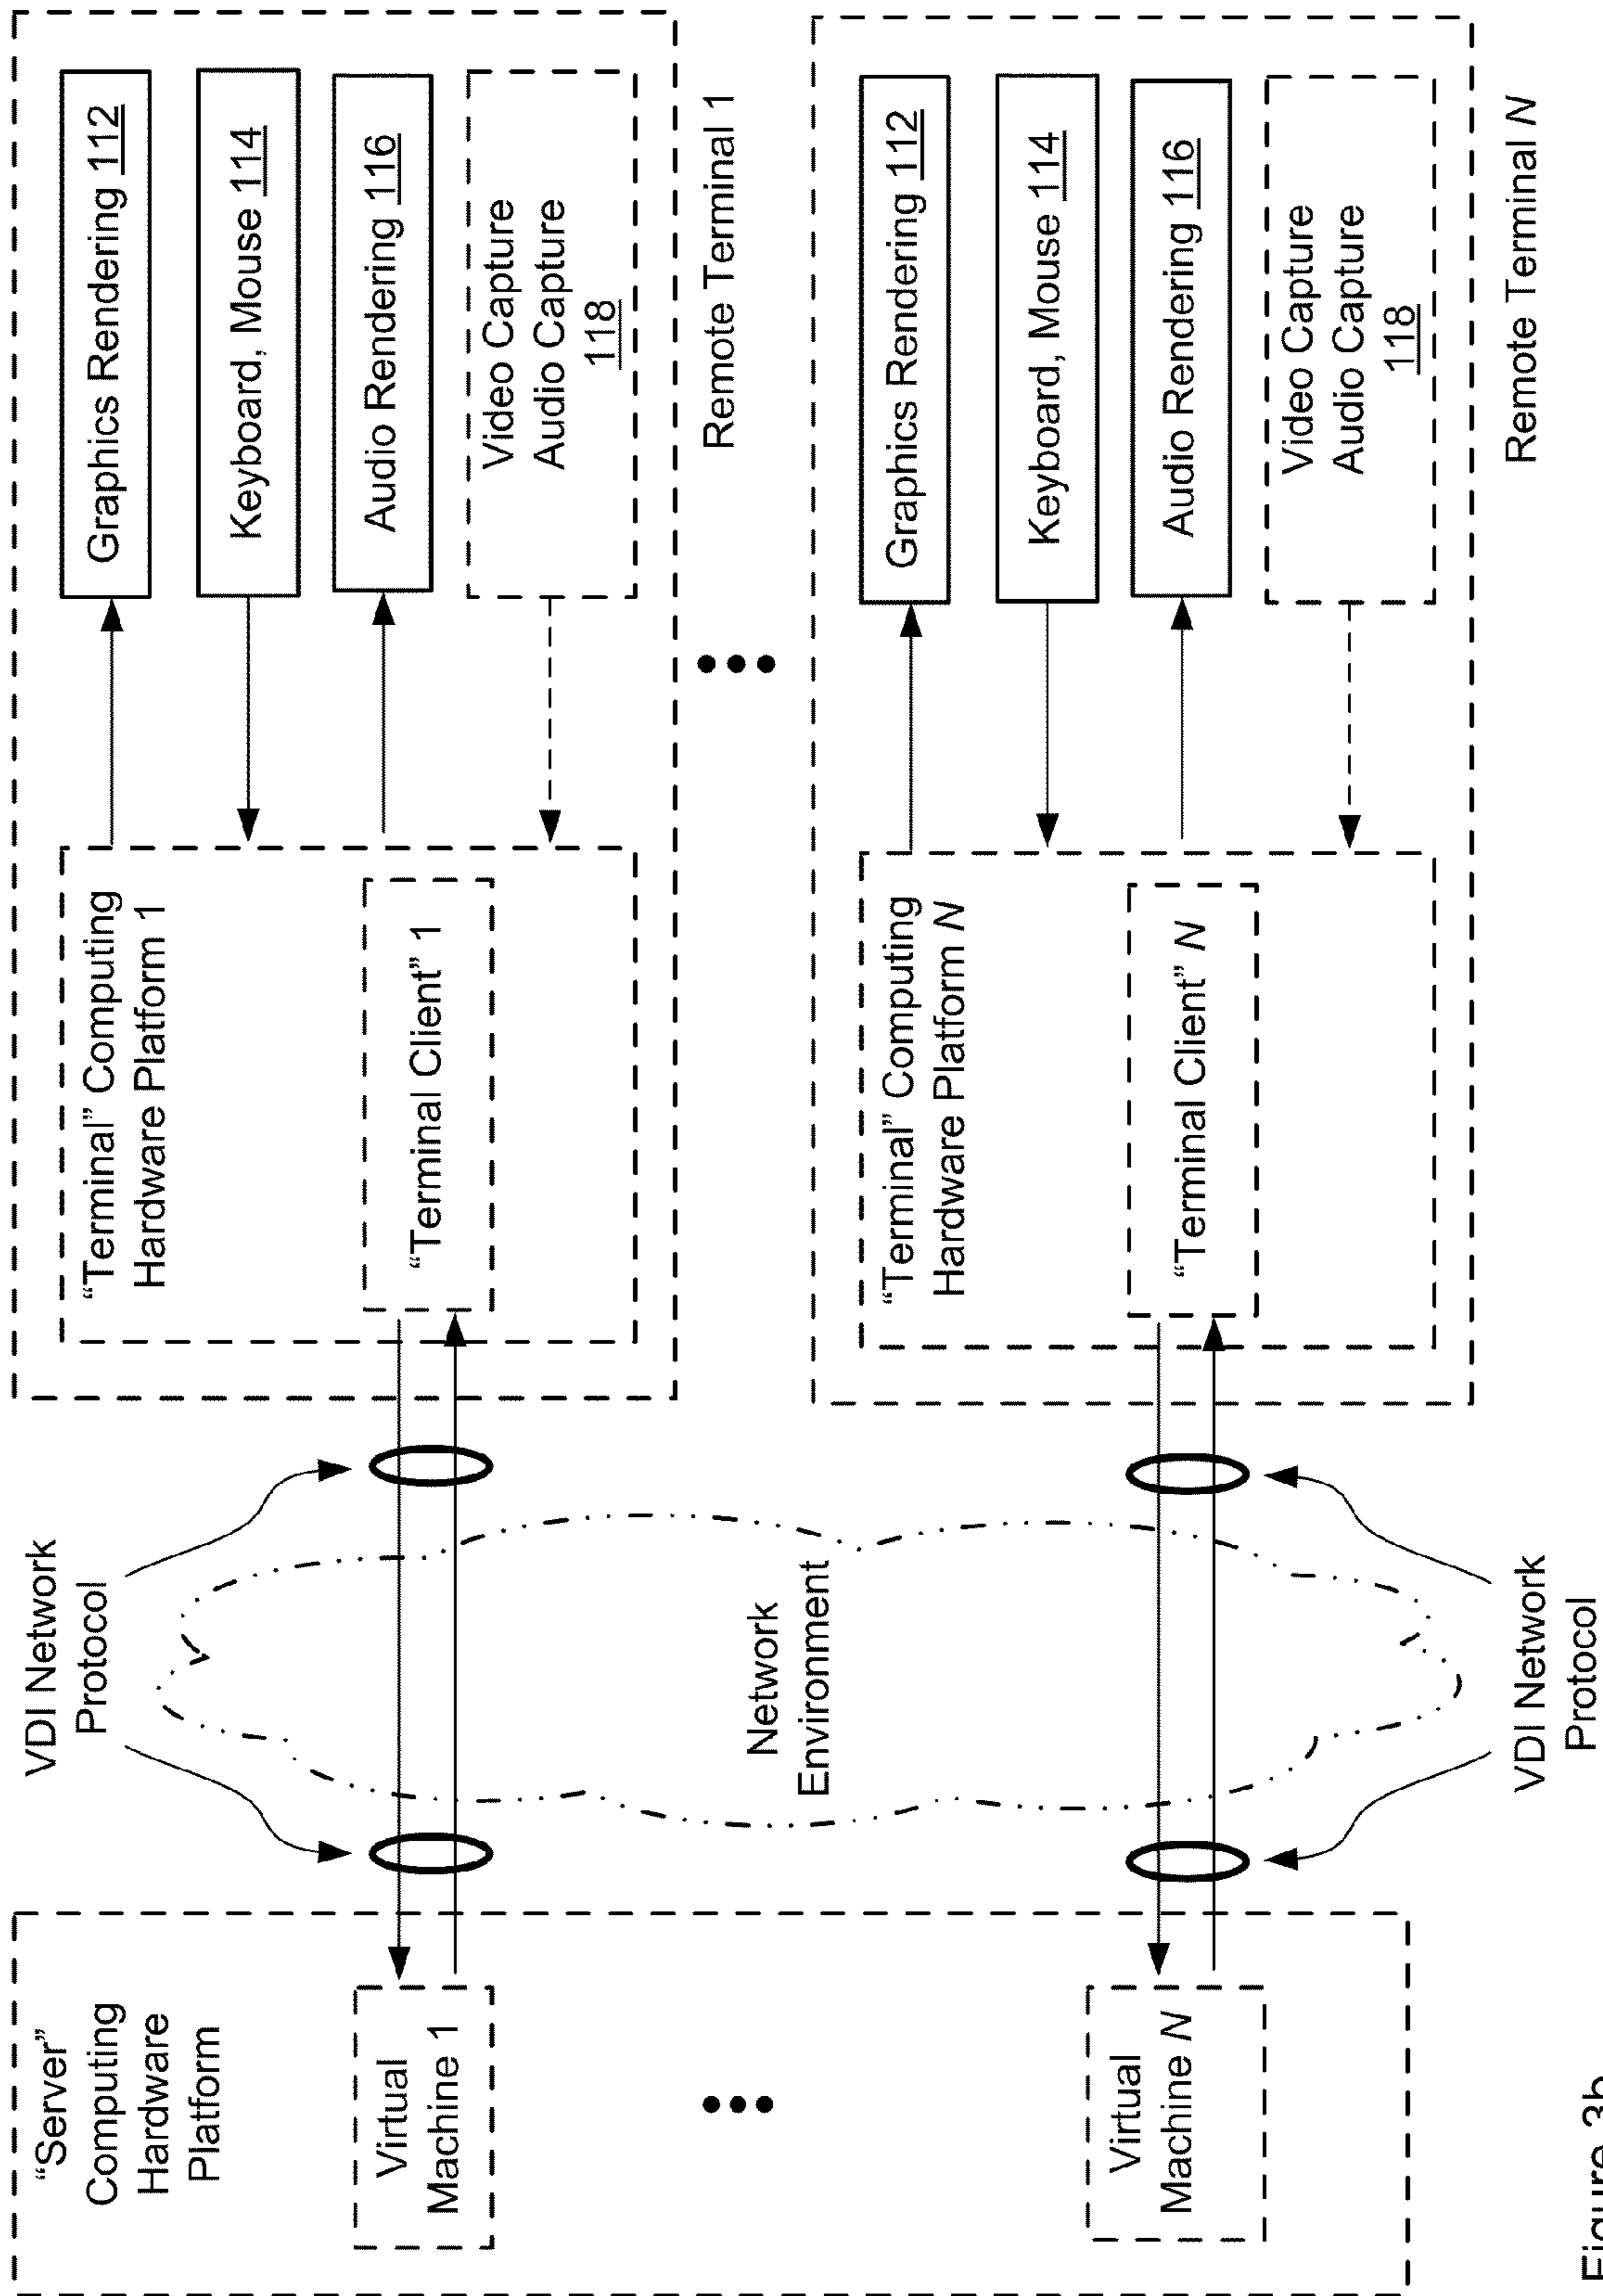 “Server”
Computing
Hardware
Platform
Virtual
Machine 1
Virtual
Machine N
VDI Network
Protocol
Network
Environment
VDI Network
Protocol
“Terminal” Computing
Hardware Platform 1
“Terminal Client” 1
Graphics Rendering 112
Keyboard, Mouse 114
Audio Rendering 116
Video Capture
Audio Capture
118
Remote Terminal 1
“Terminal” Computing
Hardware Platform N
“Terminal Client” N
Graphics Rendering 112
Keyboard, Mouse 114
Audio Rendering 116
Video Capture
Audio Capture
118
Remote Terminal N
Figure 3b